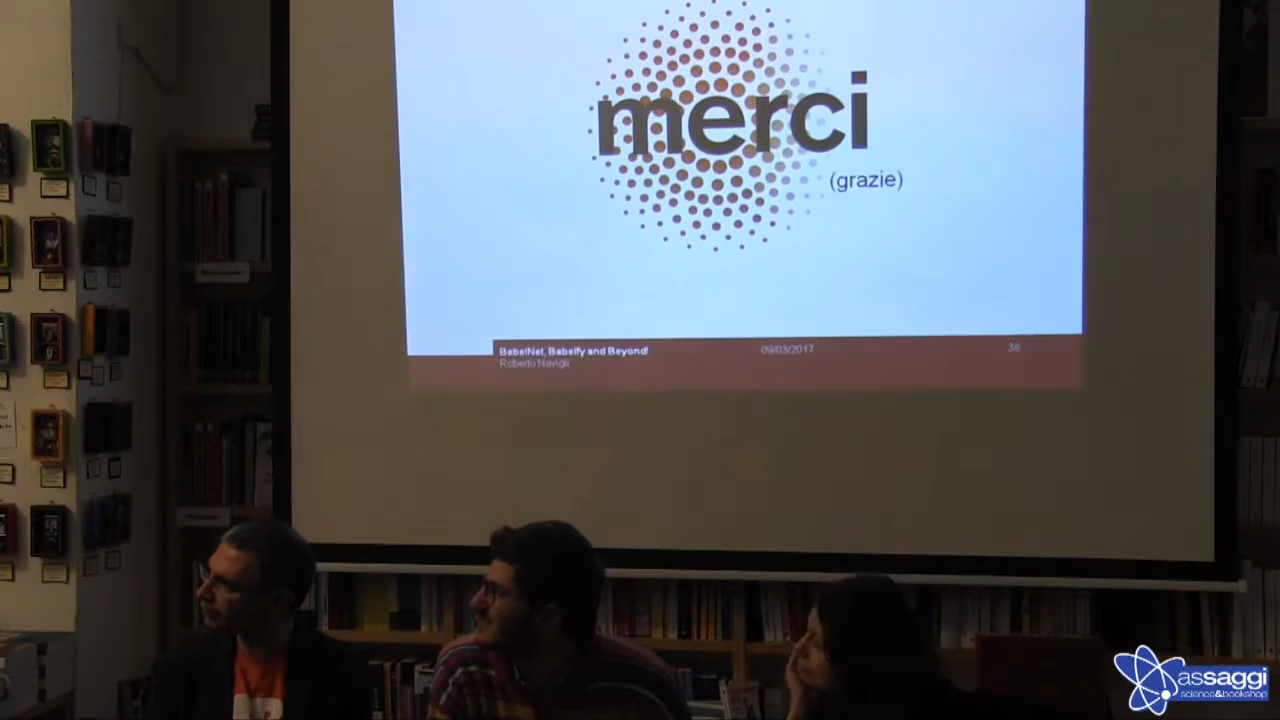 merci
(grazie)
BabelNet, Babelfy and Beyond!
Roberto Navigli
09/03/2017
38
assaggi
science&bookshop